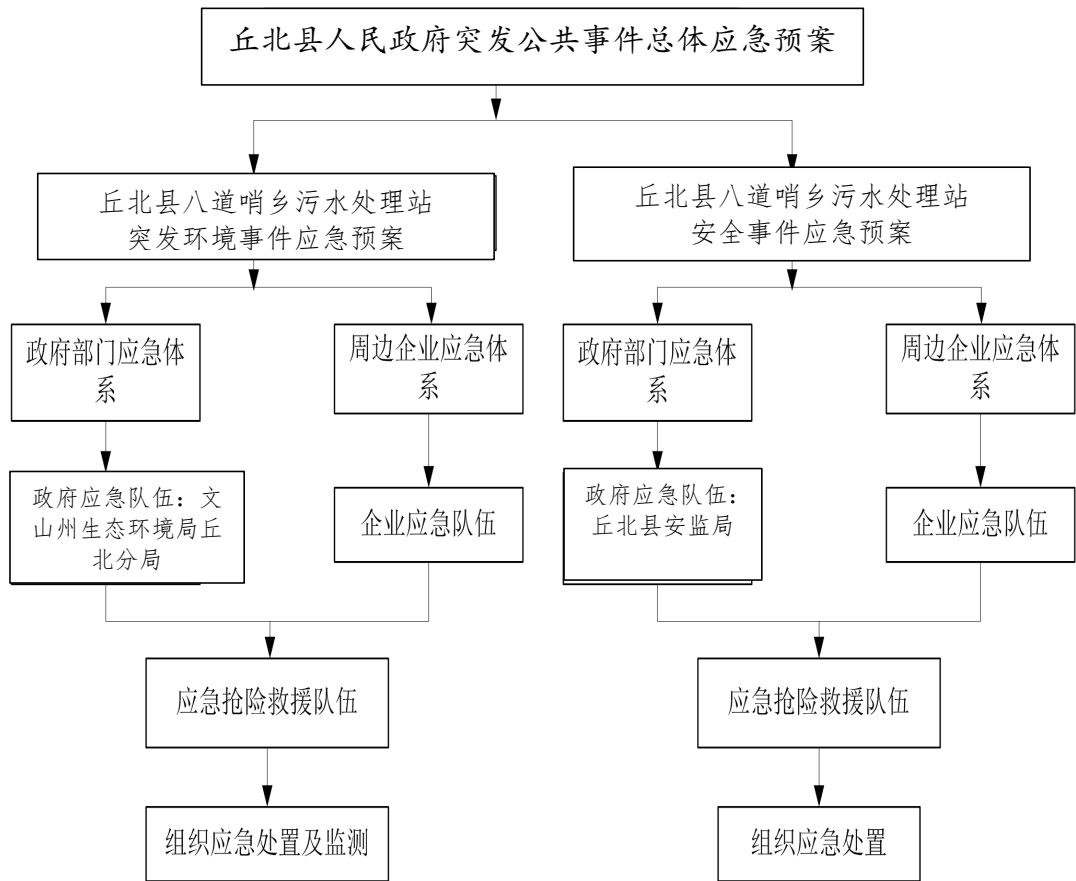 丘北县人民政府突发公共事件总体应急预案
丘北县八道哨乡污水处理站
突发环境事件应急预案
丘北县八道哨乡污水处理站
安全事件应急预案
政府部门应急体
系
周边企业应急体
系
政府部门应急体
系
周边企业应急体
系
政府应急队伍：文
山州生态环境局丘
北分局
企业应急队伍
政府应急队伍：
丘北县安监局
企业应急队伍
应急抢险救援队伍
应急抢险救援队伍
组织应急处置及监测
组织应急处置